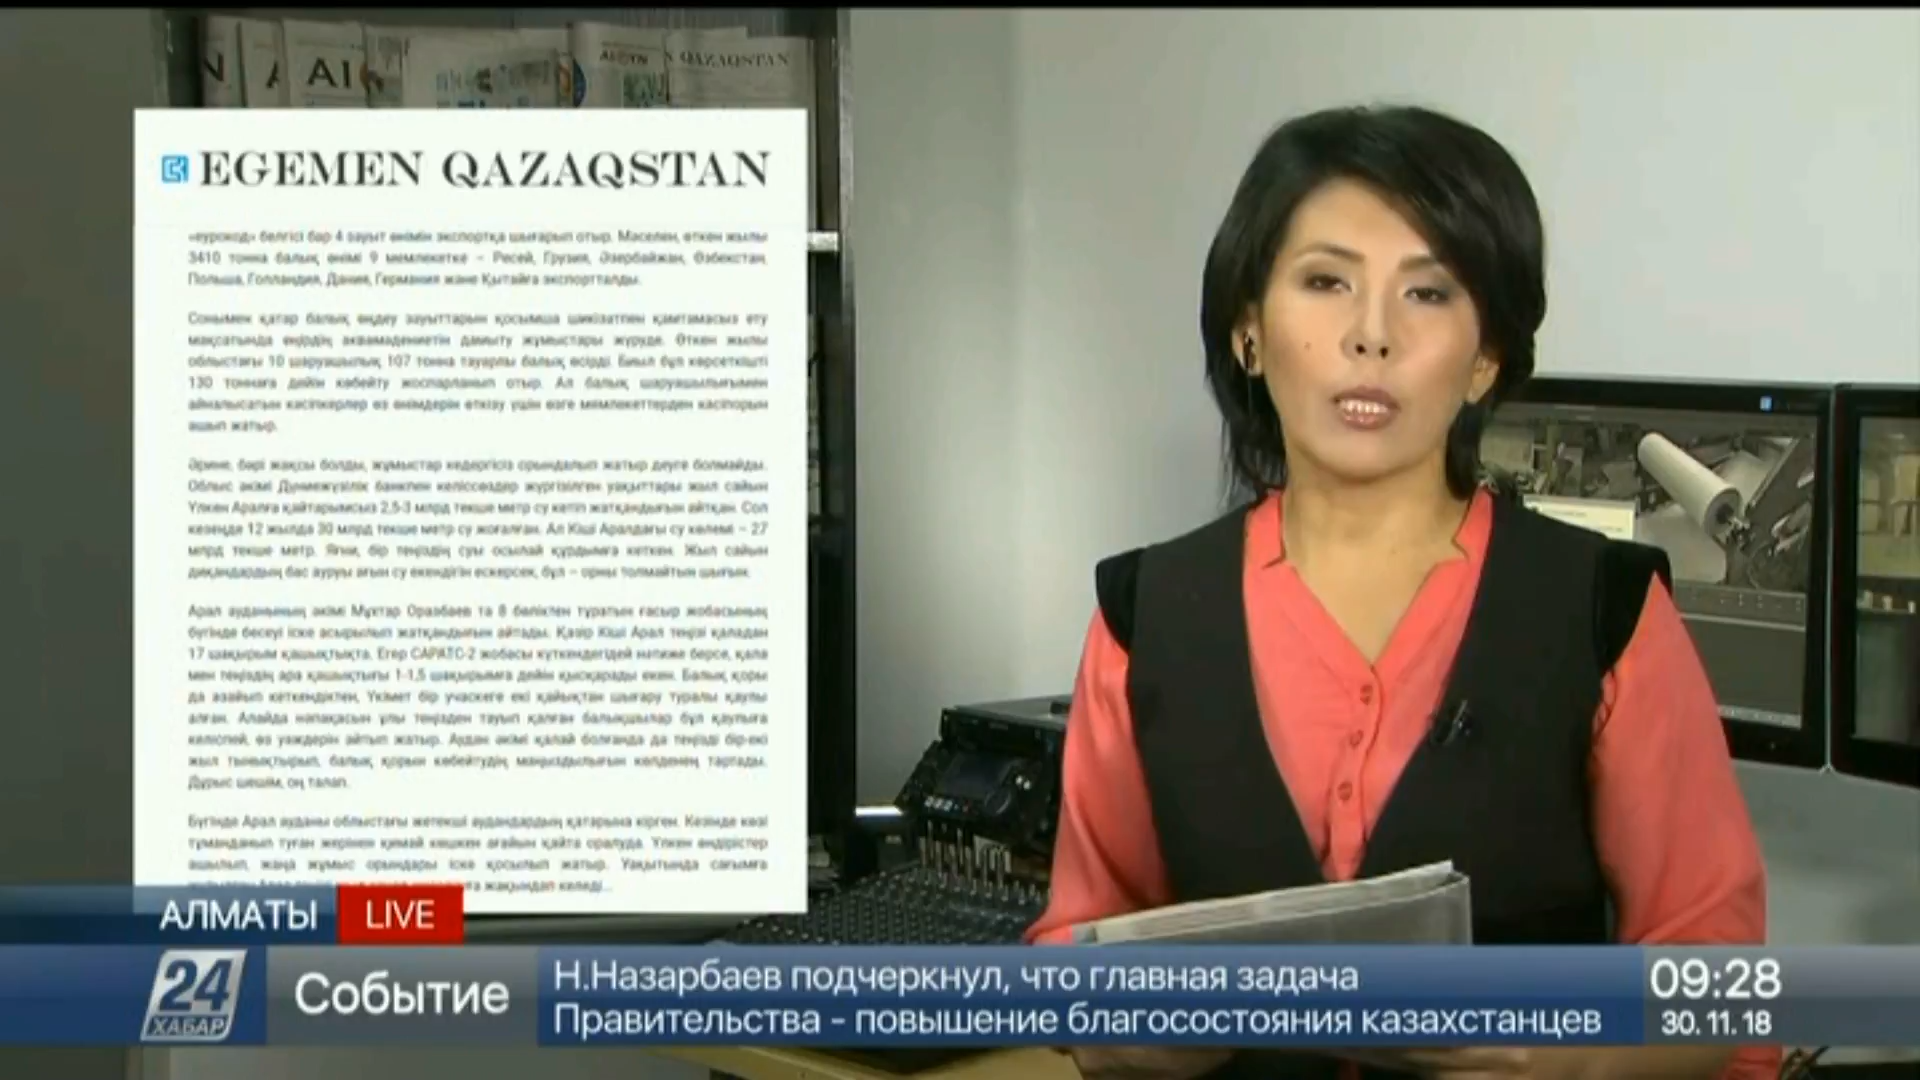 AI
QAZAQSTAN
EGEMEN QAZAQSTAN
«еурокод» белгісі бар 4 зауыт өнімін экспортқа шығарып отыр. Мәселен, өткен жылы
3410 тонна балық өнімі 9 мемлекетке – Ресей, Грузия, Әзербайжан, Өзбекстан,
Польша, Голландия, Дания, Германия және Қытайға экспортталды.
Сонымен қатар балық өңдеу зауыттарын қосымша шикізатпен қамтамасыз ету
мақсатында өңірдің аквамәдениетін дамыту жұмыстары жүруде. Өткен жылы
облыстағы 10 шаруашылық 107 тонна тауарлы балық өсірді. Биыл бұл көрсеткішті
130 тоннаға дейін көбейту жоспарланып отыр. Ал балық шаруашылығымен
айналысатын кәсіпкерлер өз өнімдерін өткізу үшін өзге мемлекеттерден кәсіпорын
ашып жатыр.
Әрине, бәрі жақсы болды, жұмыстар кедергісіз орындалып жатыр деуге болмайды.
Облыс әкімі Дүниежүзілік банкпен келіссөздер жүргізілген уақыттары жыл сайын
Үлкен Аралға қайтарымсыз 2,5-3 млрд текше метр су кетіп жатқандығын айтқан. Сол
кезеңде 12 жылда 30 млрд текше метр су жоғалған. Ал Кіші Аралдағы су көлемі – 27
млрд текше метр. Яғни, бір теңіздің суы осылай құрдымға кеткен. Жыл сайын
диқандардың бас ауруы ағын су екендігін ескерсек, бұл – орны толмайтын шығын.
Арал ауданының әкімі Мұхтар Оразбаев та 8 бөліктен тұратын ғасыр жобасының
бүгінде бесеуі іске асырылып жатқандығын айтады. Қазір Кіші Арал теңізі қаладан
17 шақырым қашықтықта. Егер САРАТС-2 жобасы күткендегідей нәтиже берсе, қала
мен теңіздің ара қашықтығы 1-1,5 шақырымға дейін қысқарады екен. Балық қоры
да азайып кеткендіктен, Үкімет бір учаскеге екі қайықтан шығару туралы қаулы
алған. Алайда нәпақасын ұлы теңізден тауып қалған балықшылар бұл қаулыға
келіспей, өз уәждерін айтып жатыр. Аудан әкімі қалай болғанда да теңізді бір-екі
жыл тынықтырып, балық қорын көбейтудің маңыздылығын көлденең тартады.
Дұрыс шешім, оң талап.
Бүгінде Арал ауданы облыстағы жетекші аудандардың қатарына кірген. Кезінде көзі
тұманданып туған жерінен қимай көшкен ағайын қайта оралуда. Үлкен өндірістер
ашылып, жаңа жұмыс орындары іске қосылып жатыр. Уақытында сағымға
жақындап келеді...
АЛМАТЫ LIVE
24 ХАБАР
Событие
Н.Назарбаев подчеркнул, что главная задача
Правительства - повышение благосостояния казахстанцев
09:28
30.11.18